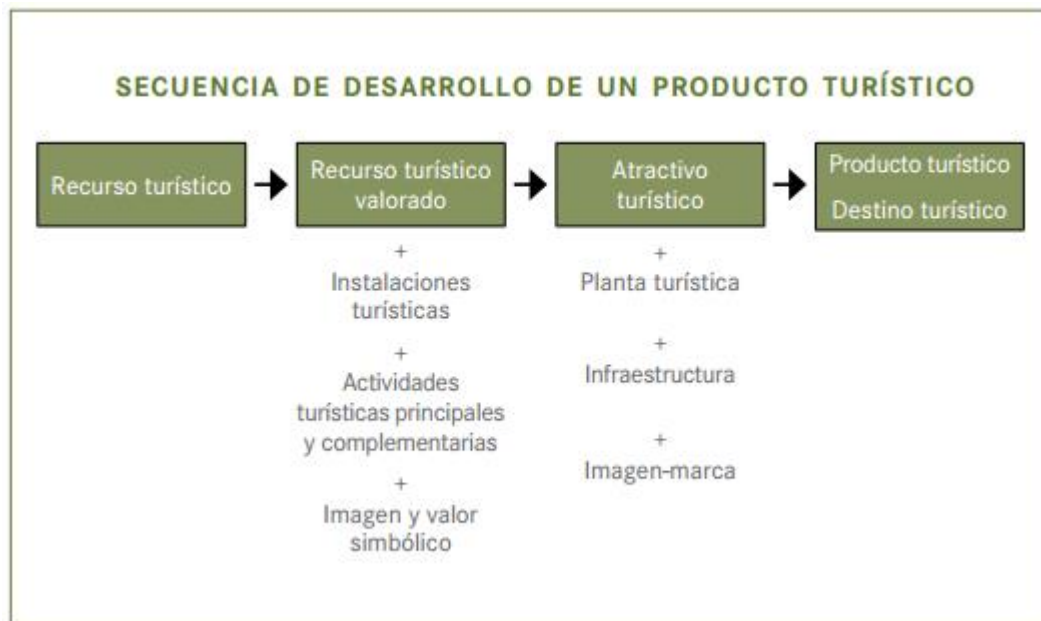 SECUENCIA DE DESARROLLO DE UN PRODUCTO TURÍSTICO
Recurso turístico
Recurso turístico
valorado
+
Instalaciones
turísticas
+
Actividades
turísticas principales
y complementarias
+
Imagen y valor
simbólico
Atractivo
turístico
+
Planta turística
+
Infraestructura
+
Imagen-marca
Producto turístico
Destino turístico